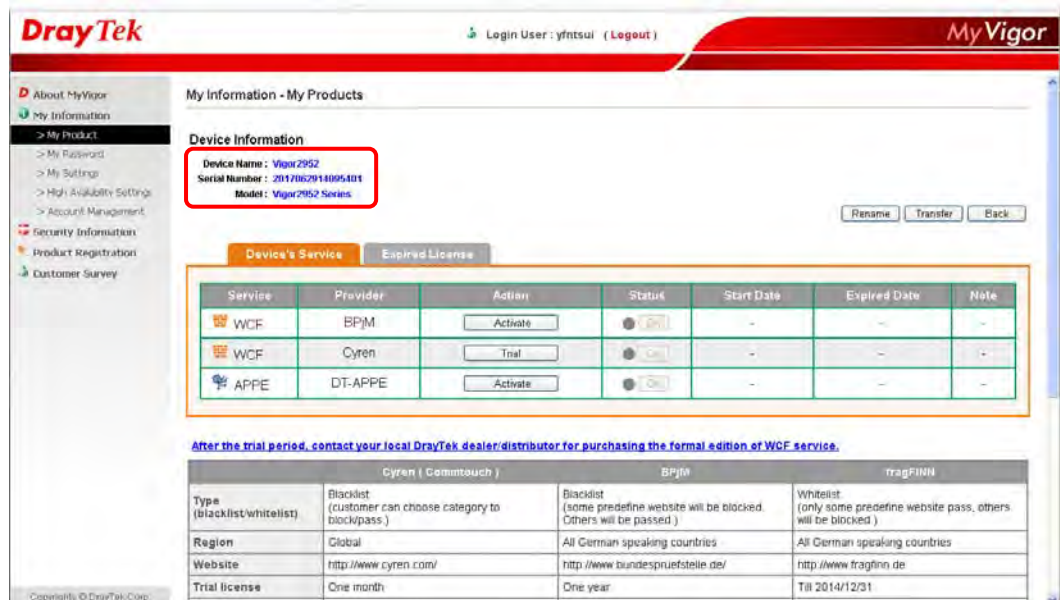 DrayTek
Login User : yfntsui ( Logout )
MyVigor
About MyVigor
My Information
> My Product
> My Password
> My Settings
> High Availability Settings
> Account Management
Security Information
Product Registration
Customer Survey
My Information - My Products
Device Information
Device Name : Vigor2952
Serial Number : 2017062914095401
Model : Vigor2952 Series
Rename Transfer Back
Device's Service Expired License
Service Provider Action Status Start Date Expired Date Note
WCF BPjM Activate On - - -
WCF Cyren Trial On - - -
APPE DT-APPE Activate On - - -
After the trial period, contact your local DrayTek dealer/distributor for purchasing the formal edition of WCF service.
Cyren ( Commtouch ) BPjM fragFINN
Type (blacklist/whitelist) Blacklist (customer can choose category to block/pass.) Blacklist (some predefine website will be blocked. Others will be passed.) Whitelist (only some predefine website pass, others will be blocked.)
Region Global All German speaking countries All German speaking countries
Website http://www.cyren.com/ http://www.bundespruefstelle.de/ http://www.fragfinn.de
Trial license One month One year Till 2014/12/31
Copyrights © DrayTek Corp.